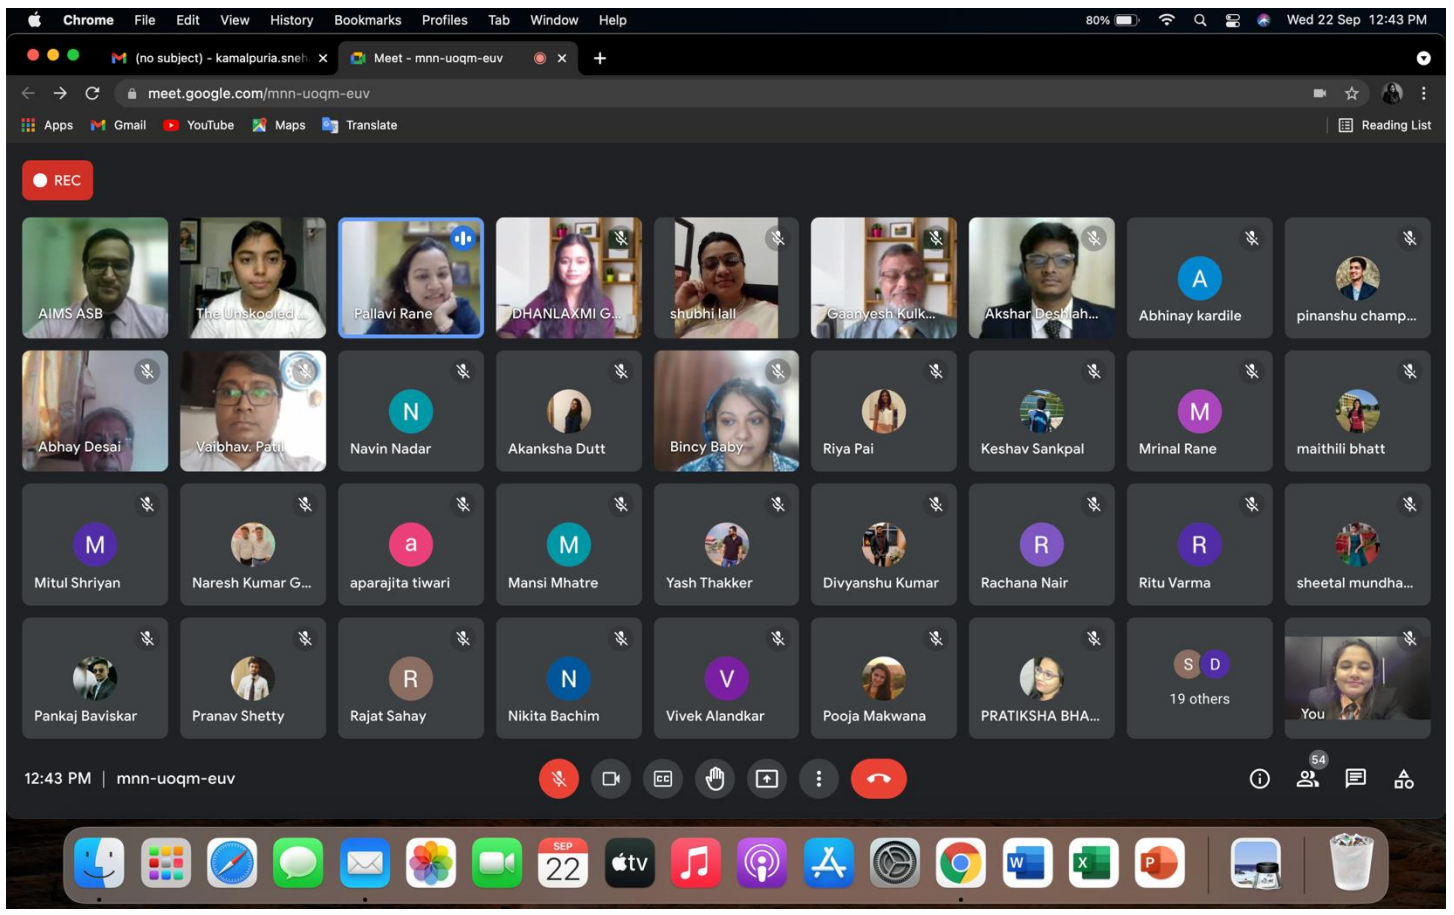 Chrome File Edit View History Bookmarks Profiles Tab Window Help 80% Wed 22 Sep 12:43 PM
(no subject) - kamalpuria.sneh Meet - mnn-uoqm-euv
meet.google.com/mnn-uoqm-euv
Apps Gmail YouTube Maps Translate Reading List
REC
AIMS ASB The Unskooled ... Pallavi Rane DHANLAXMI G... shubhi lall Gaanyesh Kulk... Akshar Deshlah... A Abhinay kardile pinanshu champ...
Abhay Desai Vaibhav. Patil N Navin Nadar Akanksha Dutt Bincy Baby Riya Pai Keshav Sankpal M Mrinal Rane maithili bhatt
M Mitul Shriyan Naresh Kumar G... a aparajita tiwari M Mansi Mhatre Yash Thakker Divyanshu Kumar R Rachana Nair R Ritu Varma sheetal mundha...
Pankaj Baviskar Pranav Shetty R Rajat Sahay N Nikita Bachim V Vivek Alandkar Pooja Makwana PRATIKSHA BHA... S D 19 others You
12:43 PM | mnn-uoqm-euv CC 54
SEP
22 tv W X P